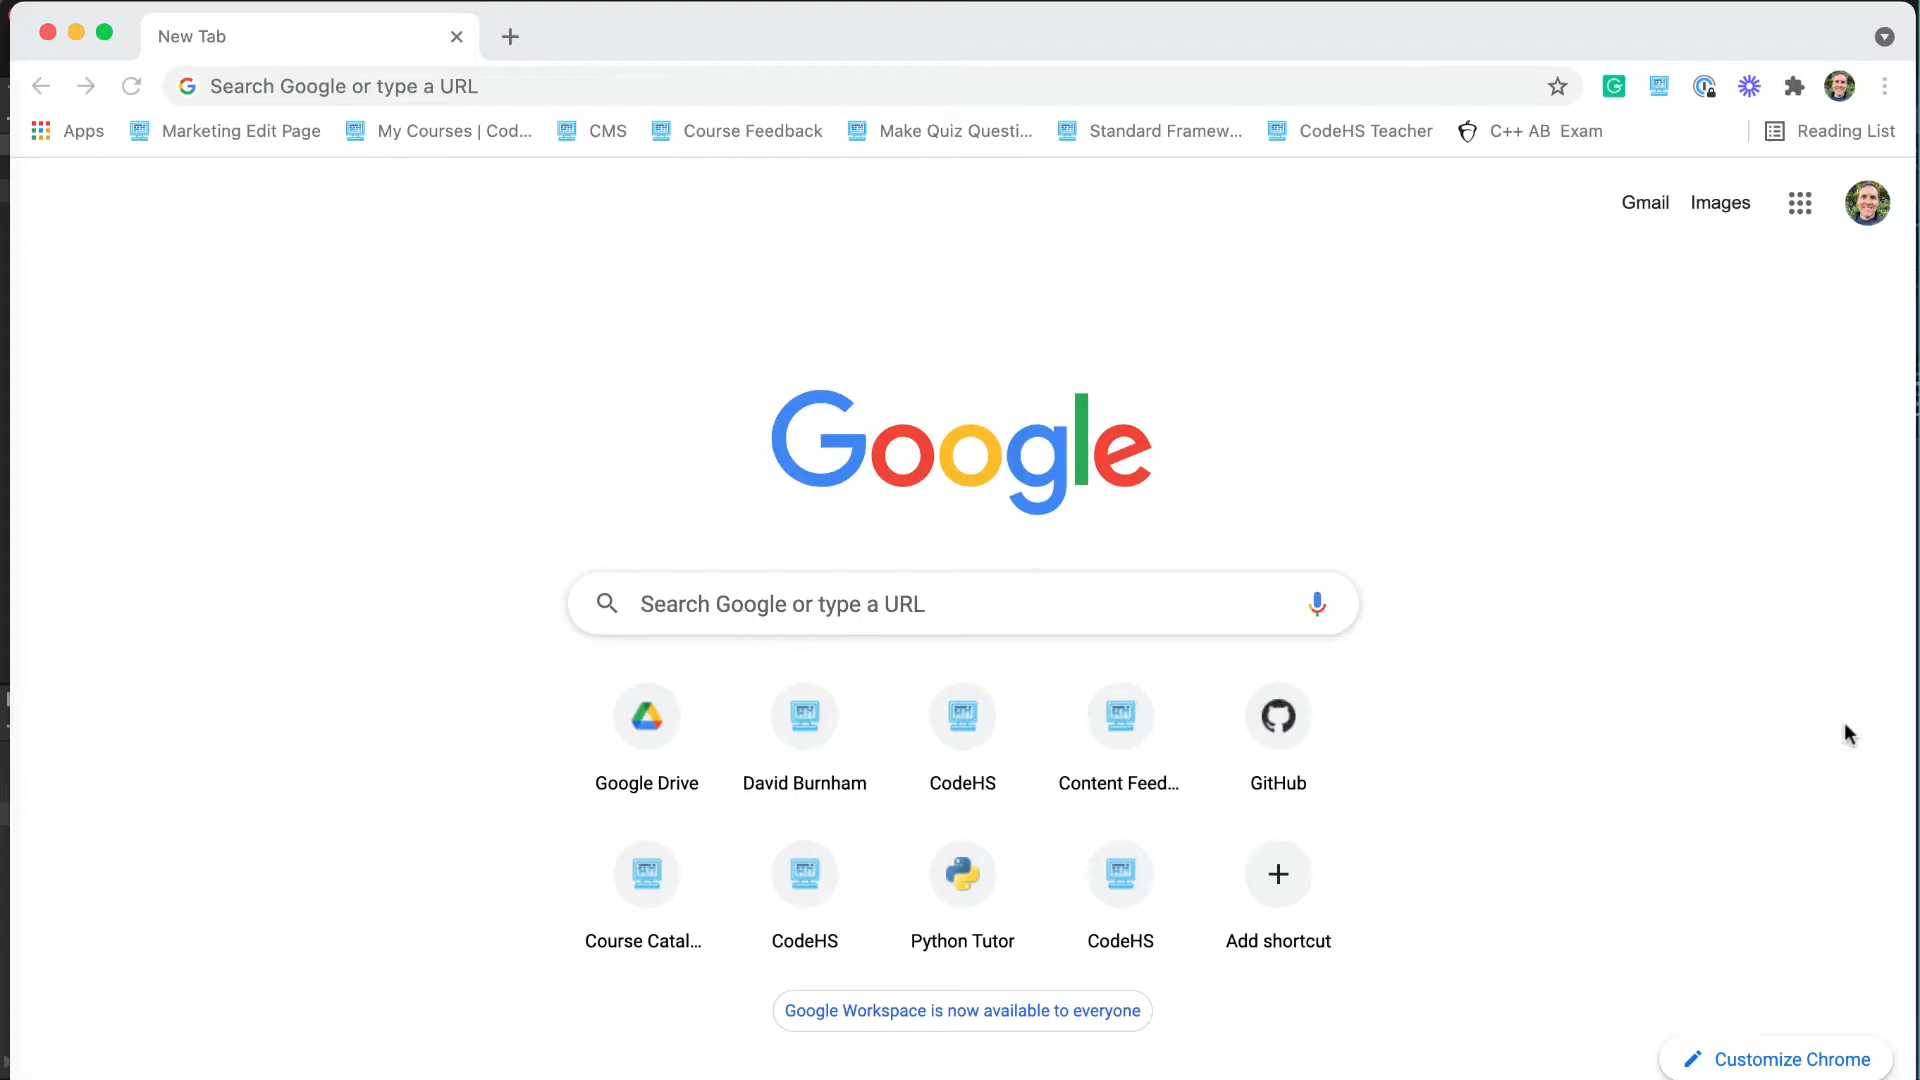 New Tab
Search Google or type a URL
Apps Marketing Edit Page My Courses | Cod... CMS Course Feedback Make Quiz Questi... Standard Framew... CodeHS Teacher C++ AB Exam Reading List
Gmail Images
Google
Search Google or type a URL
Google Drive David Burnham CodeHS Content Feed... GitHub
Course Catal... CodeHS Python Tutor CodeHS Add shortcut
Google Workspace is now available to everyone
Customize Chrome